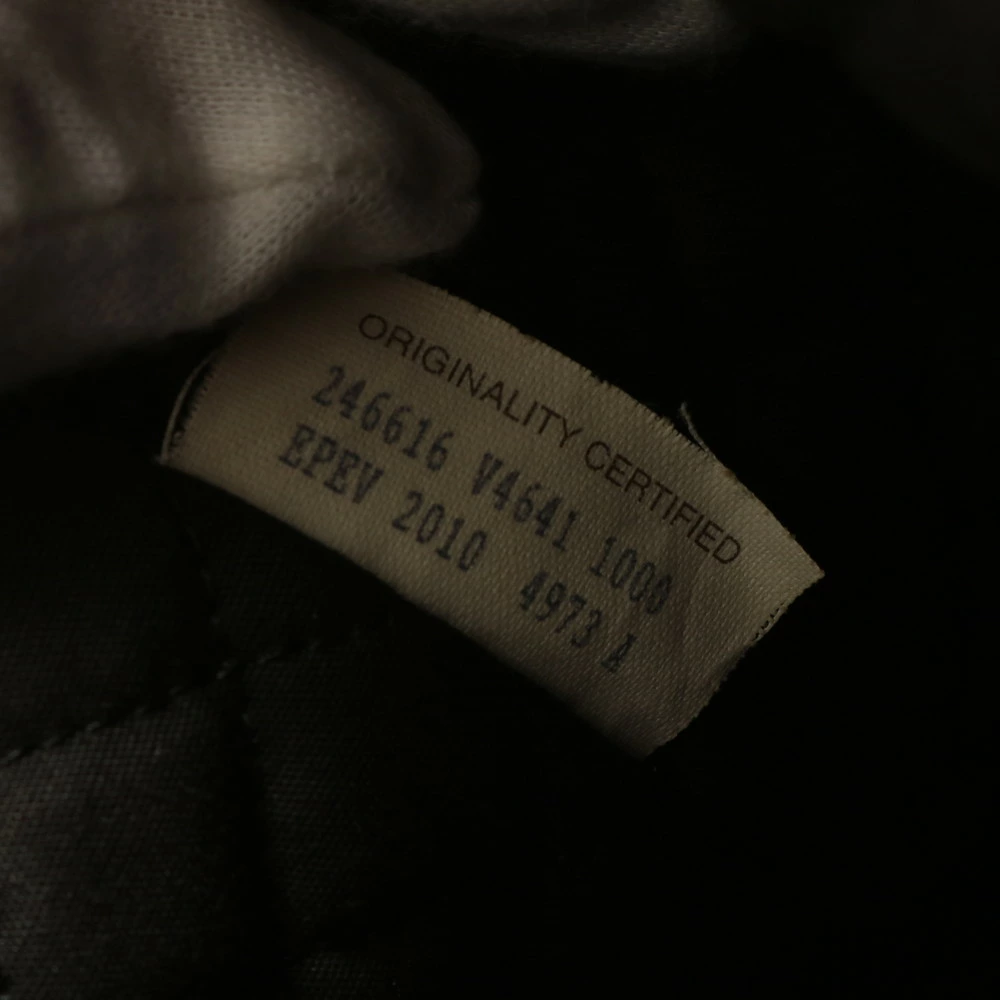 ORIGINALITY CERTIFIED
246616 V4641 1000
EPEV 2010 4973 A